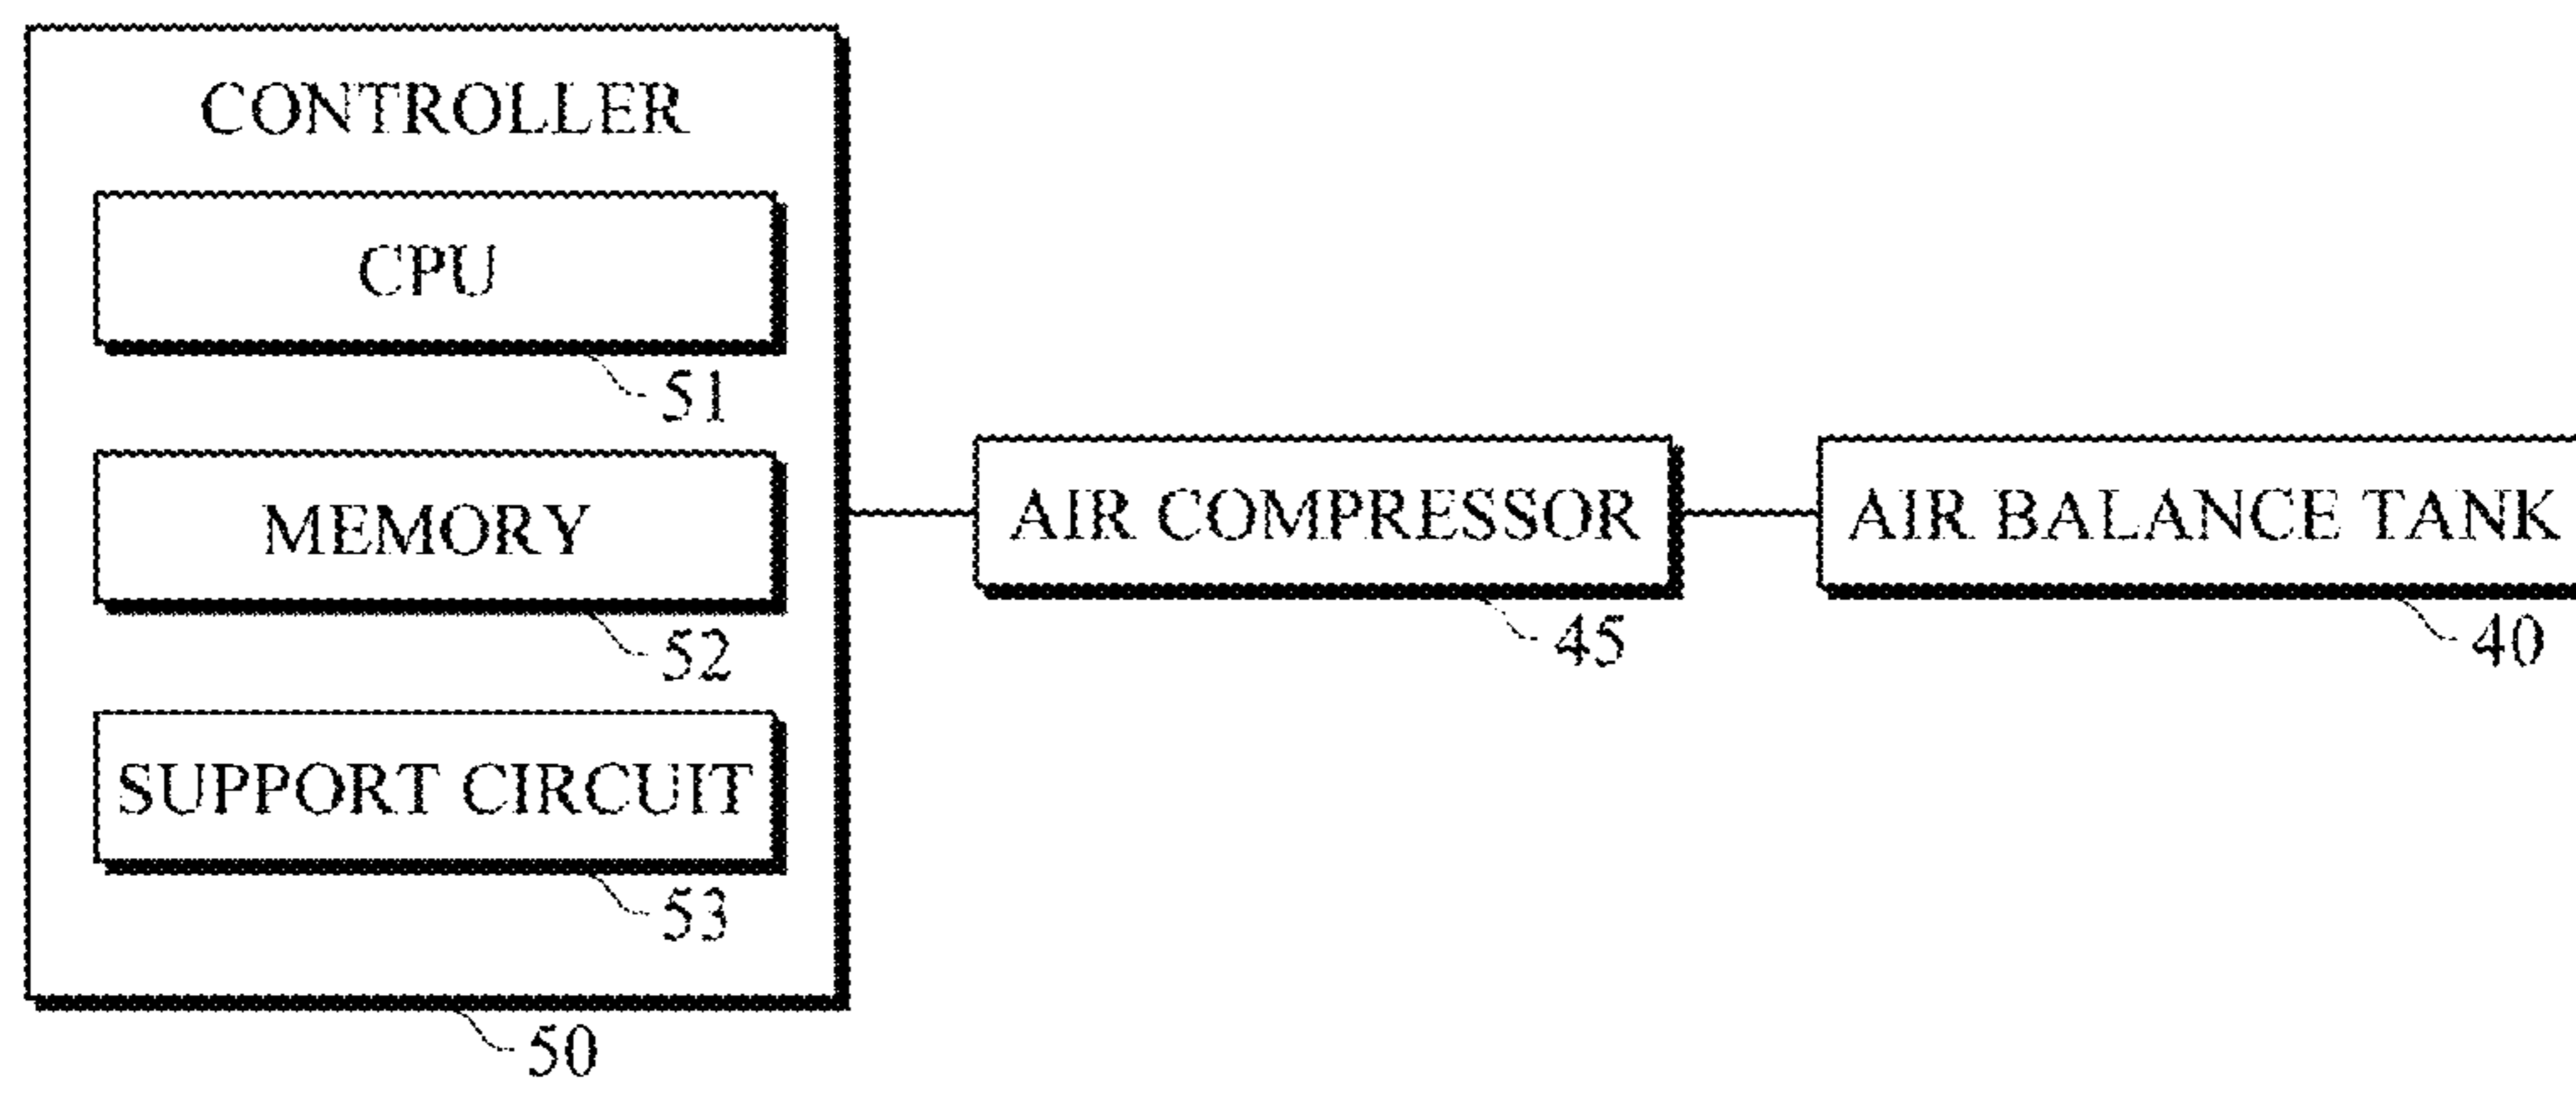 CONTROLLER
CPU
51
MEMORY
52
SUPPORT CIRCUIT
53
50
AIR COMPRESSOR
45
AIR BALANCE TANK
40